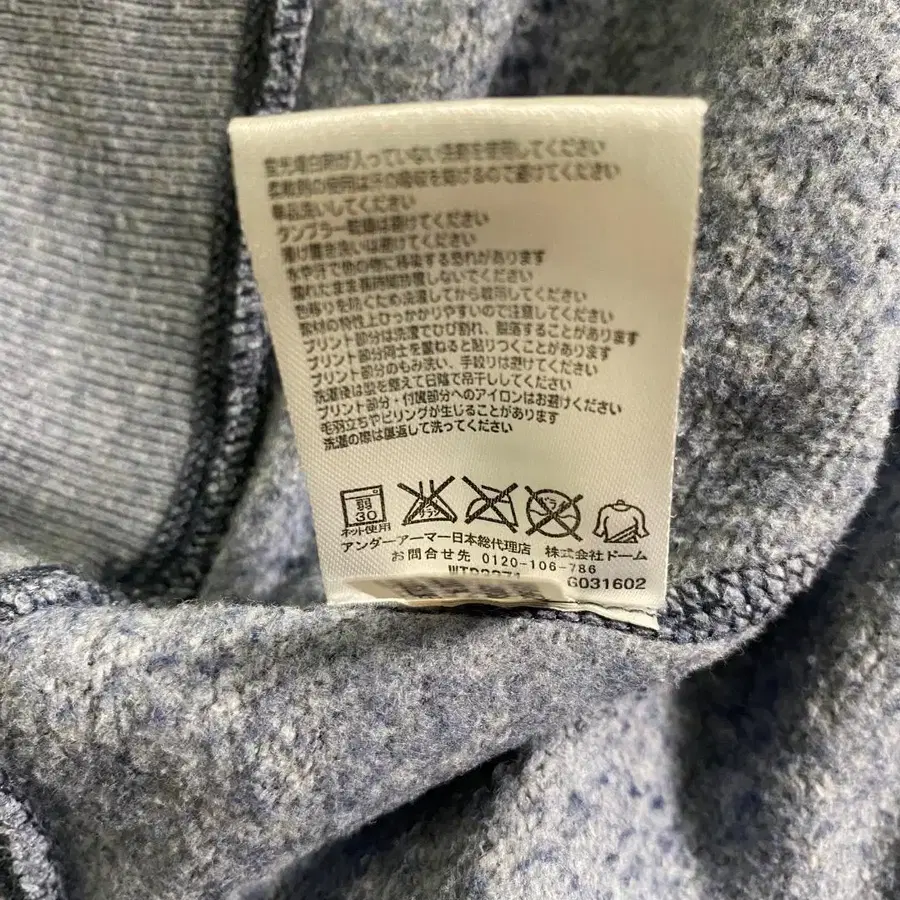 蛍光増白剤が入っていない洗剤を使用してください
柔軟剤の使用は汗の吸収を妨げるので避けてください
単品洗いしてください
タンブラー乾燥は避けてください
漬け置き洗いは避けてください
水や汗で他の物に移染する恐れがあります
濡れたまま長時間放置しないでください
色移りを防ぐため洗濯してから着用してください
素材の特性上ひっかかりやすいので注意してください
プリント部分は洗濯でひび割れ、脱落することがあります
プリント部分同士を重ねると貼りつくことがあります
プリント部分のもみ洗い、手絞りは避けてください
洗濯後は型を整えて日陰で吊干ししてください
プリント部分・付属部分へのアイロンはお避けください
毛羽立ちやピリングが生じることがあります
洗濯の際は裏返して洗ってください
弱
30
ネット使用
エンソ
サラシ
ドライ
アンダーアーマー日本総代理店 株式会社ドーム
お問合せ先 0120-106-786
G031602